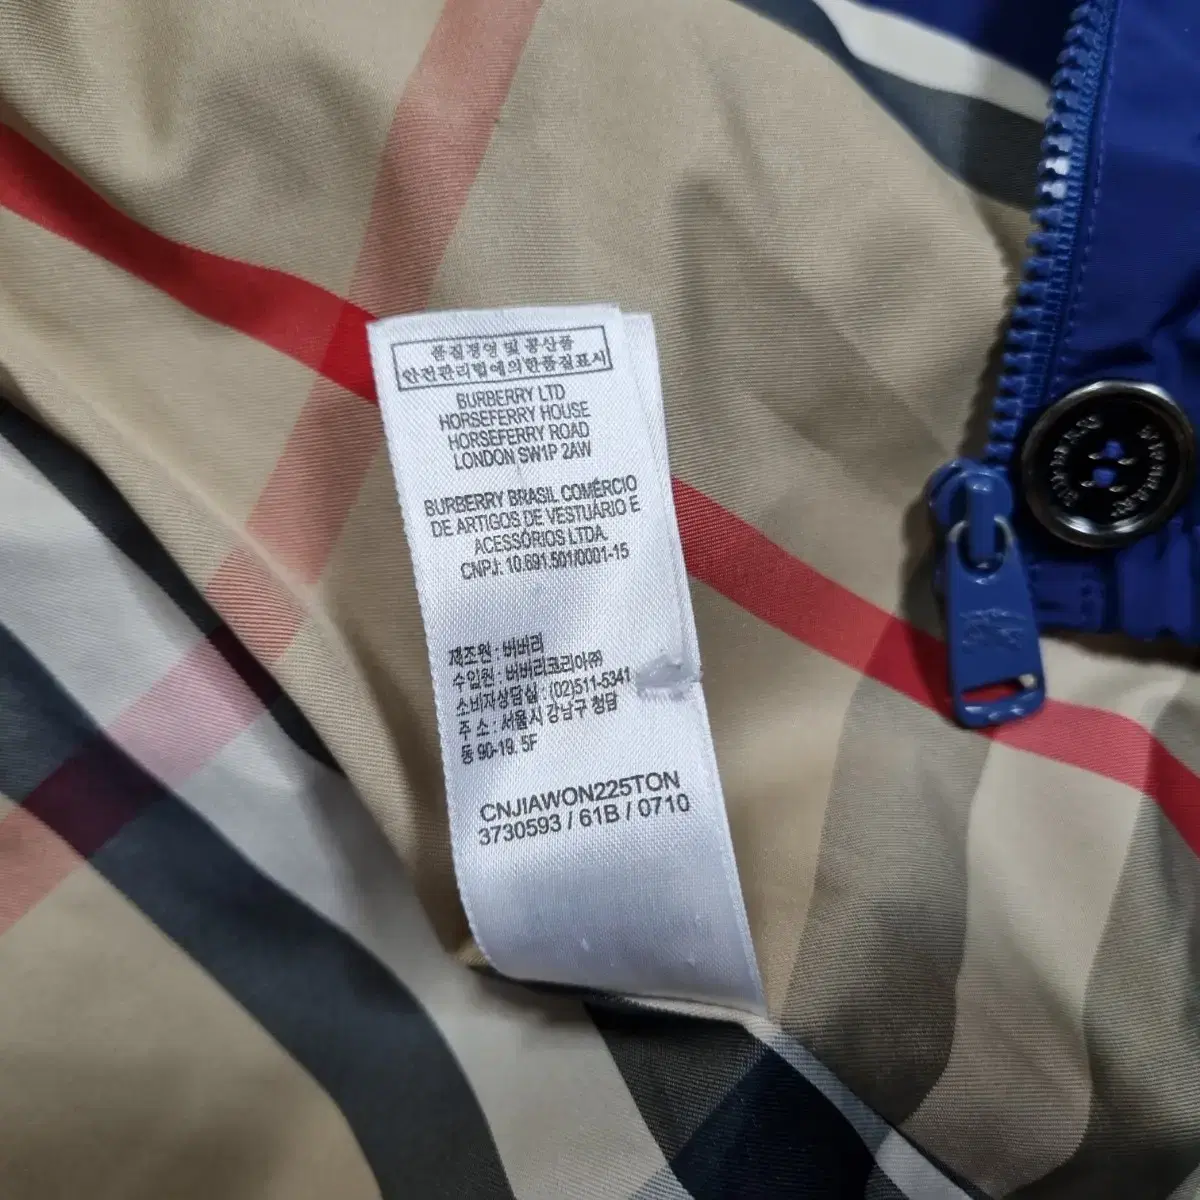 품질경영 및 공산품
안전관리법에의한품질표시
BURBERRY LTD
HORSEFERRY HOUSE
HORSEFERRY ROAD
LONDON SW1P 2AW
BURBERRY BRASIL COMÉRCIO
DE ARTIGOS DE VESTUÁRIO E
ACESSÓRIOS LTDA.
CNPJ: 10.691.501/0001-15
제조원 : 버버리
수입원 : 버버리코리아㈜
소비자상담실 : (02)511-5341
주 소 : 서울시 강남구 청담
동 90-19. 5F
CNJIAWON225TON
3730593 / 61B / 0710